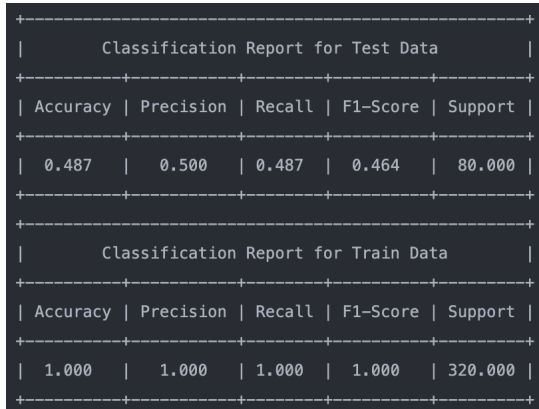 +-----------------------------------------------+
| Classification Report for Test Data |
+----------+-----------+--------+----------+---------+
| Accuracy | Precision | Recall | F1-Score | Support |
+----------+-----------+--------+----------+---------+
| 0.487 | 0.500 | 0.487 | 0.464 | 80.000 |
+----------+-----------+--------+----------+---------+
+-----------------------------------------------+
| Classification Report for Train Data |
+----------+-----------+--------+----------+---------+
| Accuracy | Precision | Recall | F1-Score | Support |
+----------+-----------+--------+----------+---------+
| 1.000 | 1.000 | 1.000 | 1.000 | 320.000 |
+----------+-----------+--------+----------+---------+